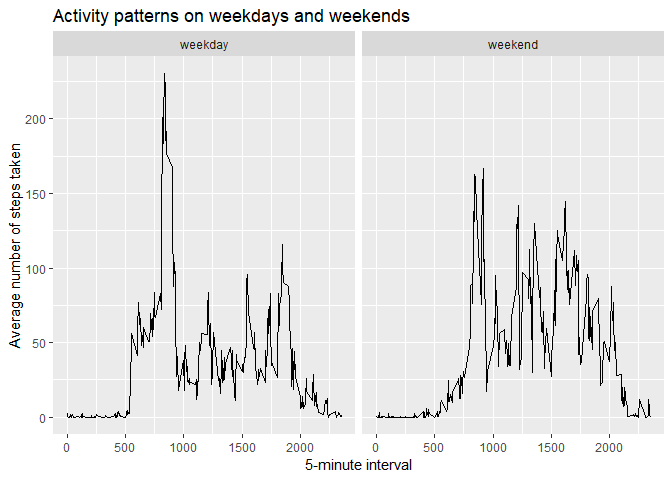 Activity patterns on weekdays and weekends
weekday
weekend
Average number of steps taken
200
150
100
50
0
0 500 1000 1500 2000
0 500 1000 1500 2000
5-minute interval